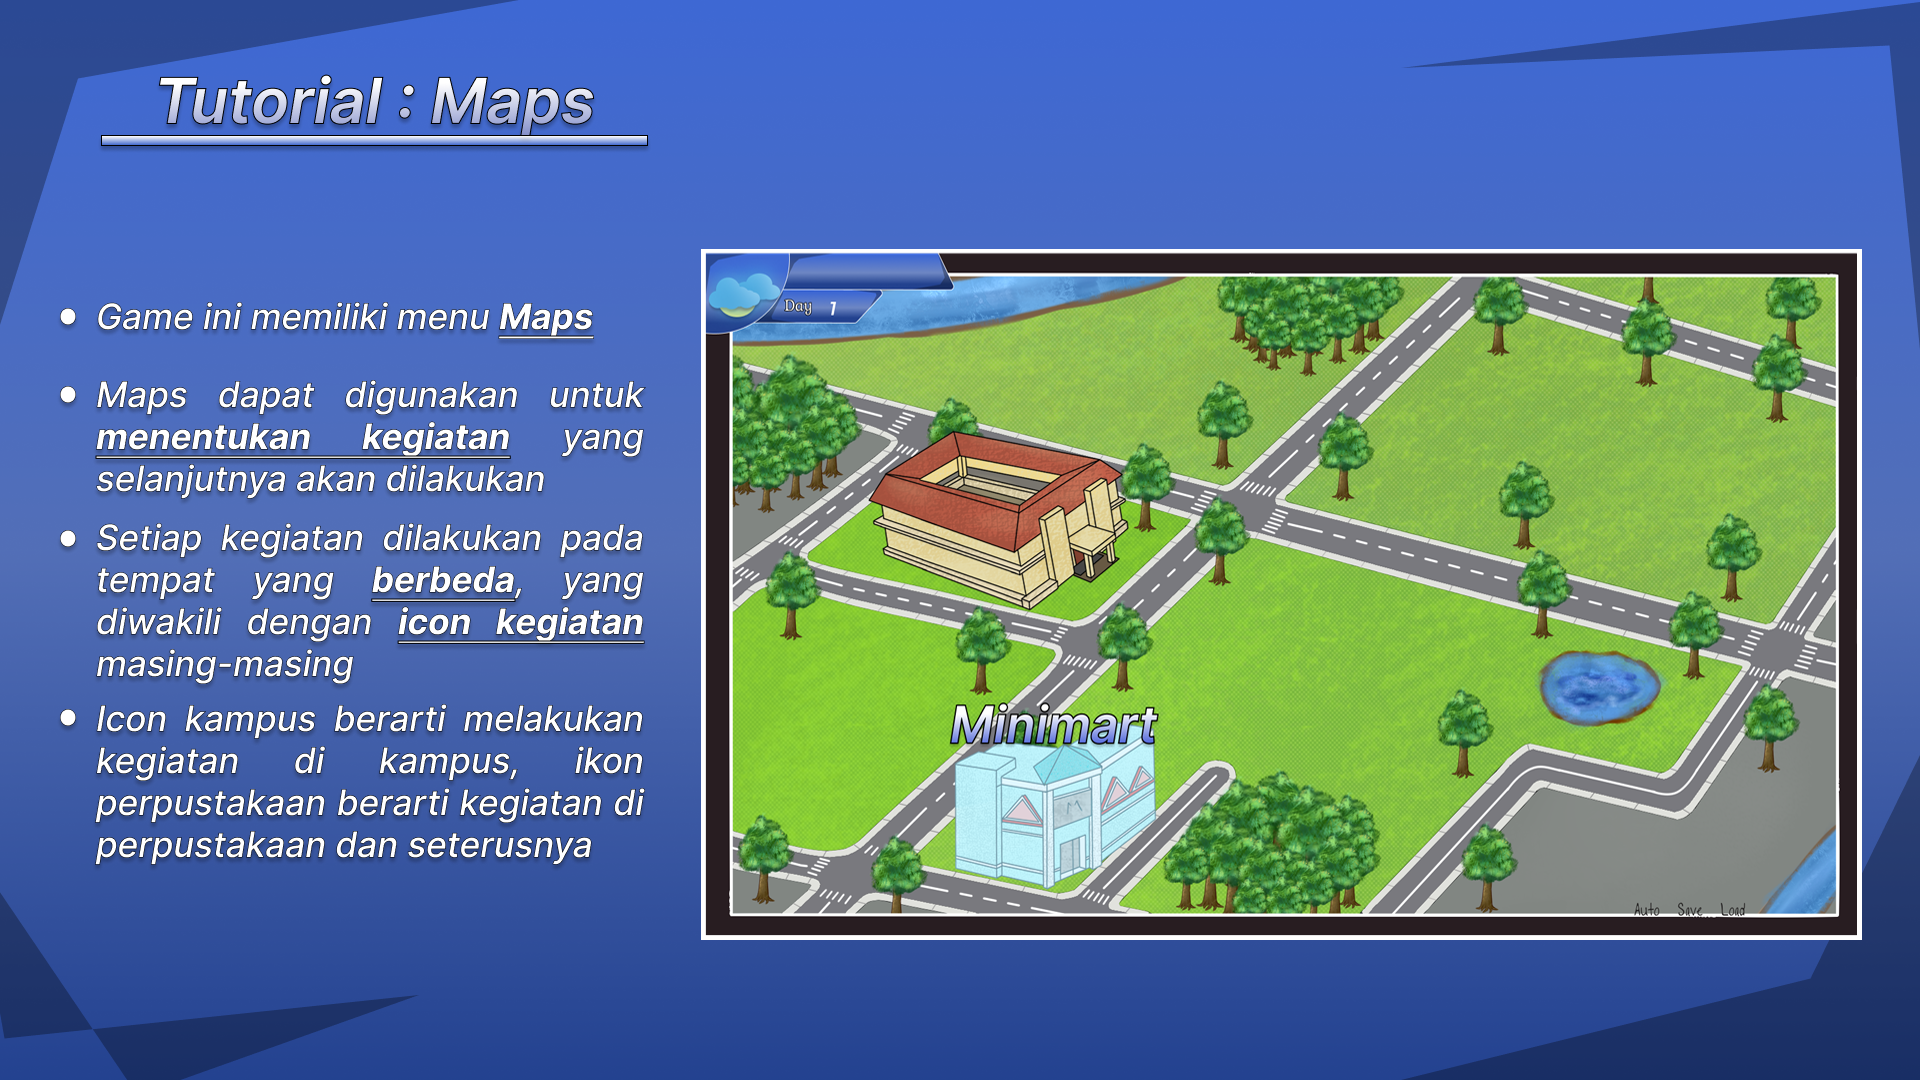 Tutorial : Maps
• Game ini memiliki menu Maps
• Maps dapat digunakan untuk
menentukan kegiatan yang
selanjutnya akan dilakukan
• Setiap kegiatan dilakukan pada
tempat yang berbeda, yang
diwakili dengan icon kegiatan
masing-masing
• Icon kampus berarti melakukan
kegiatan di kampus, ikon
perpustakaan berarti kegiatan di
perpustakaan dan seterusnya
Day 1
Minimart
Auto Save Load